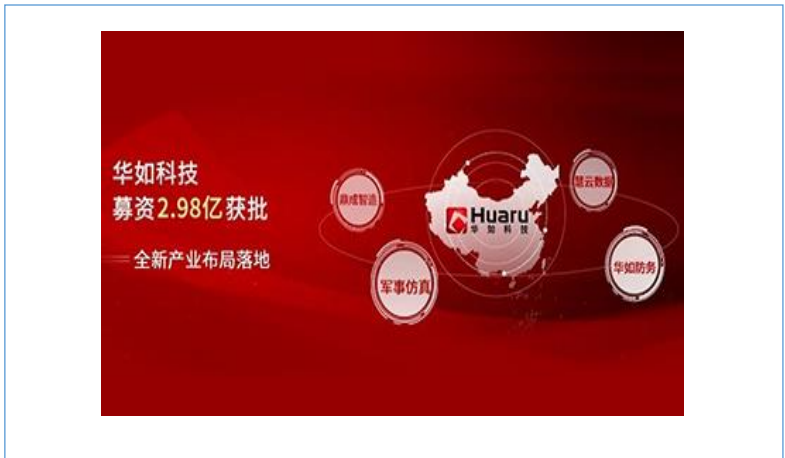 华如科技
募资2.98亿获批
全新产业布局落地
鼎成智造
慧云数据
Huaru
华如科技
军事仿真
华如防务